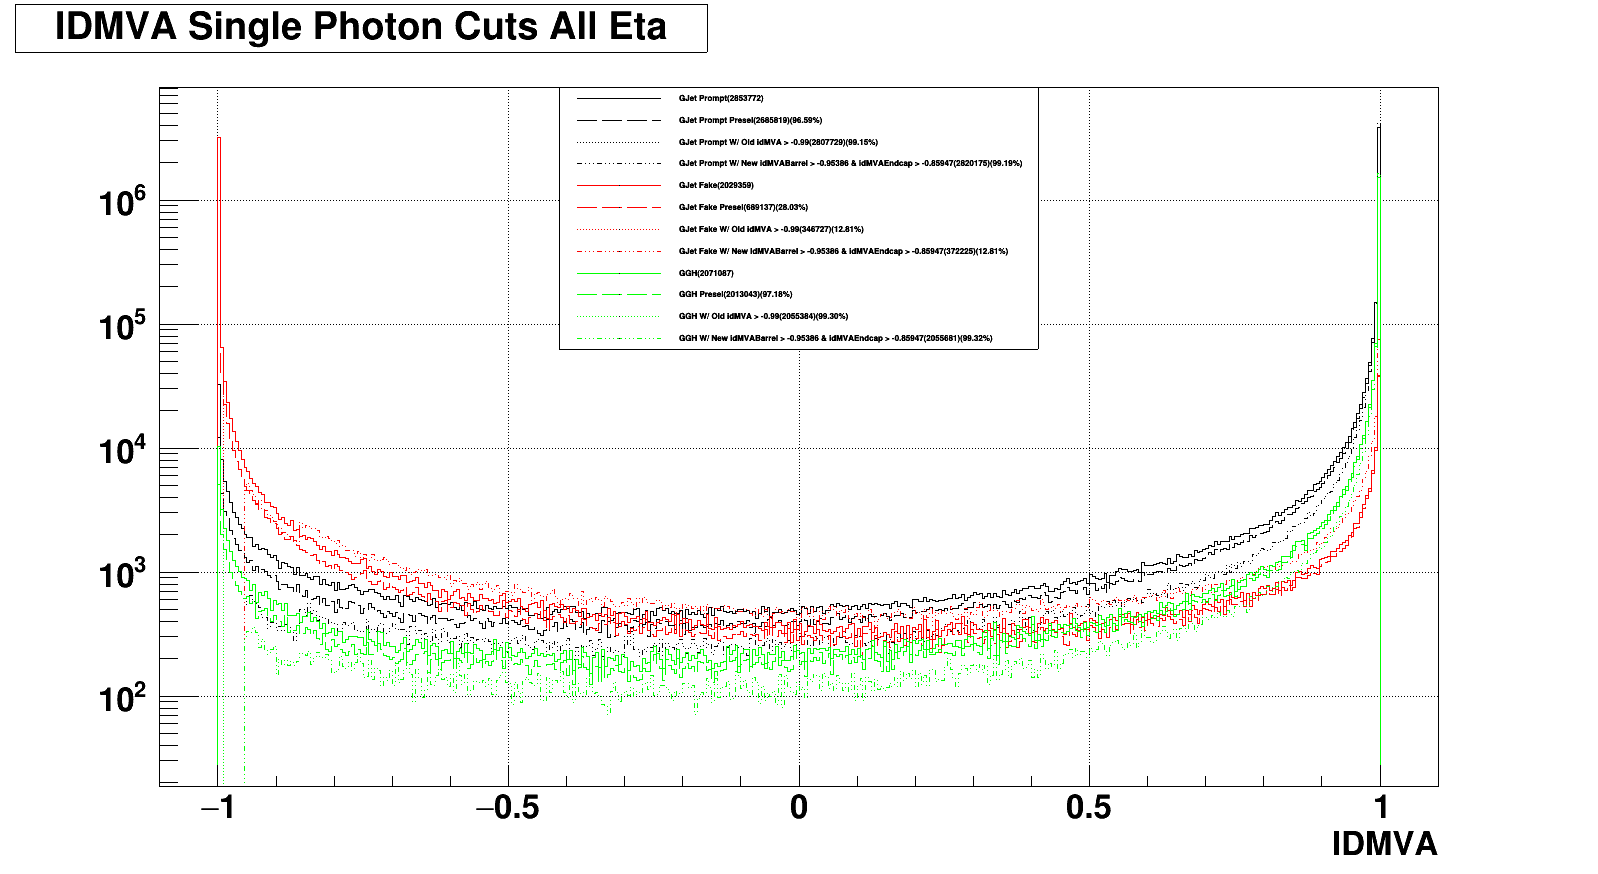 IDMVA Single Photon Cuts All Eta
GJet Prompt(2853772)
GJet Prompt Presel(2685819)(96.59%)
GJet Prompt W/ Old idMVA > -0.99(2807729)(99.15%)
GJet Prompt W/ New idMVABarrel > -0.95386 & idMVAEndcap > -0.85947(2820175)(99.19%)
GJet Fake(2029359)
GJet Fake Presel(689137)(28.03%)
GJet Fake W/ Old idMVA > -0.99(346727)(12.81%)
GJet Fake W/ New idMVABarrel > -0.95386 & idMVAEndcap > -0.85947(372225)(12.81%)
GGH(2071087)
GGH Presel(2013043)(97.18%)
GGH W/ Old idMVA > -0.99(2055384)(99.30%)
GGH W/ New idMVABarrel > -0.95386 & idMVAEndcap > -0.85947(2055681)(99.32%)
10^6
10^5
10^4
10^3
10^2
−1 −0.5 0 0.5 1
IDMVA